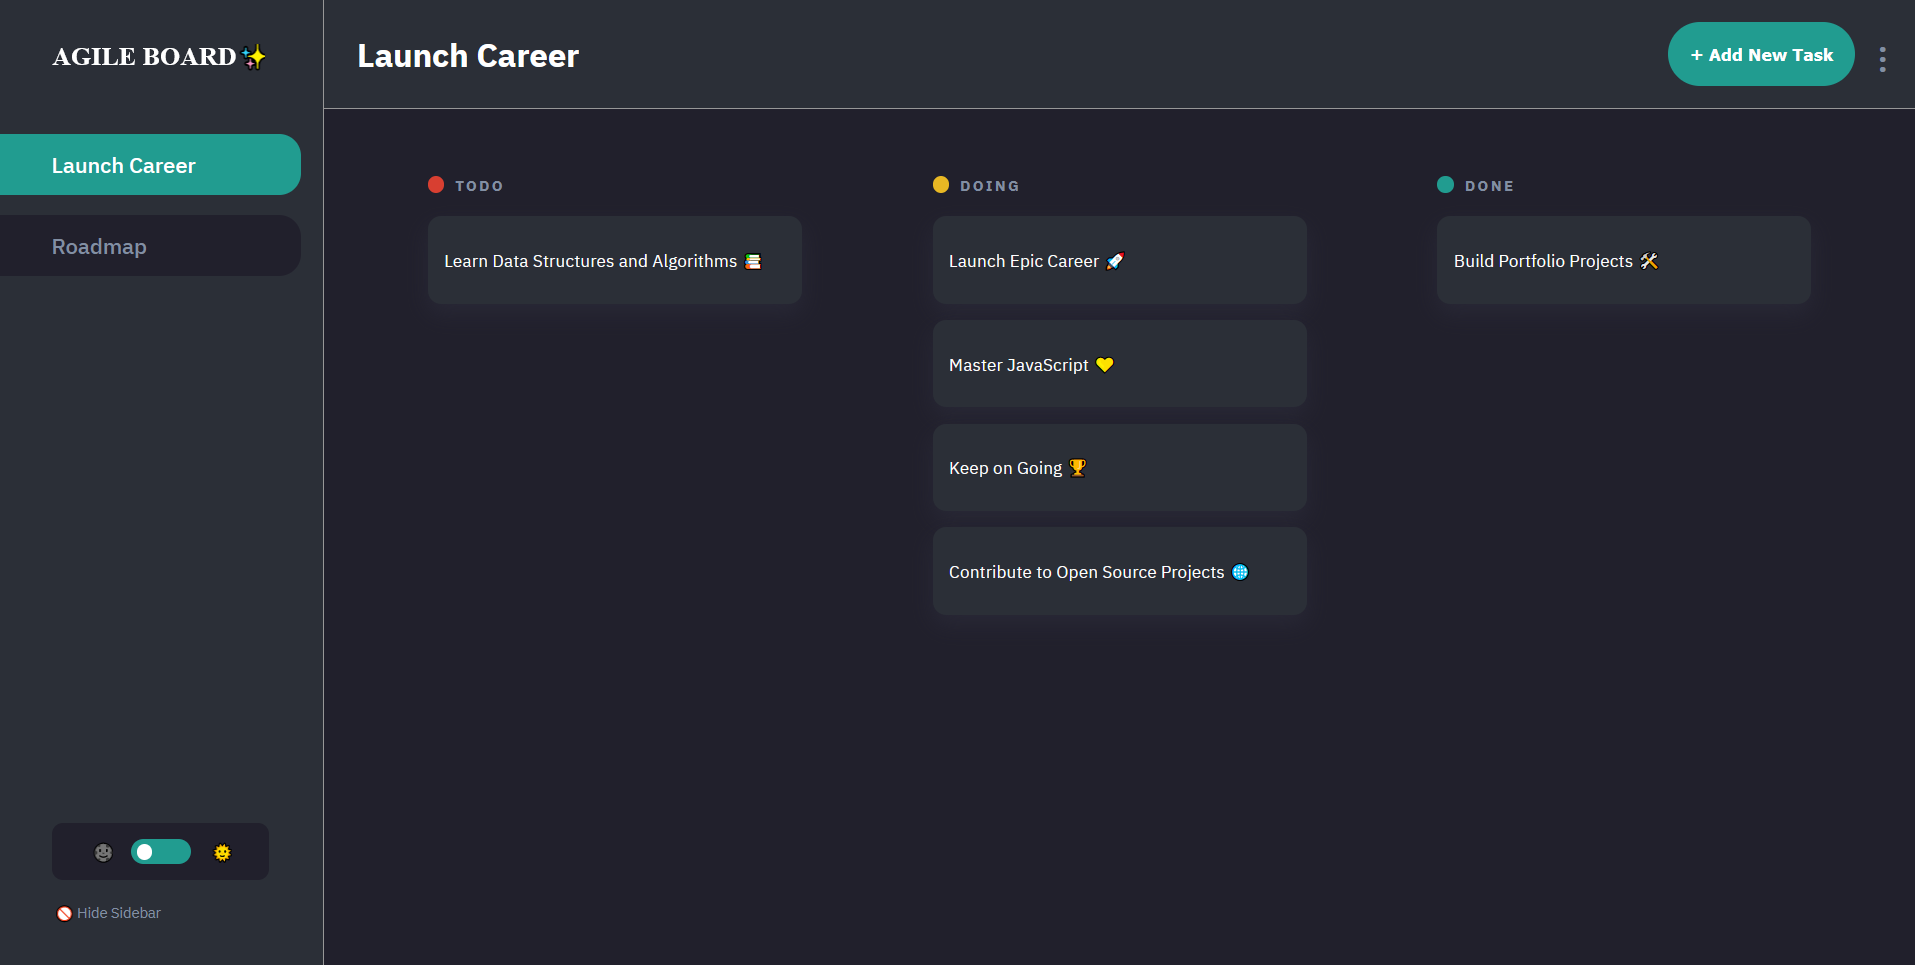 AGILE BOARD✨
Launch Career
Roadmap
🚫 Hide Sidebar
Launch Career
+ Add New Task
TODO
Learn Data Structures and Algorithms 📚
DOING
Launch Epic Career 🚀
Master JavaScript 💛
Keep on Going 🏆
Contribute to Open Source Projects 🌐
DONE
Build Portfolio Projects 🛠